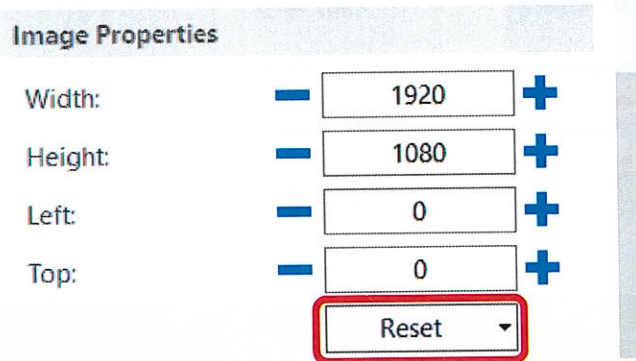 Image Properties
Width: 1920
Height: 1080
Left: 0
Top: 0
Reset